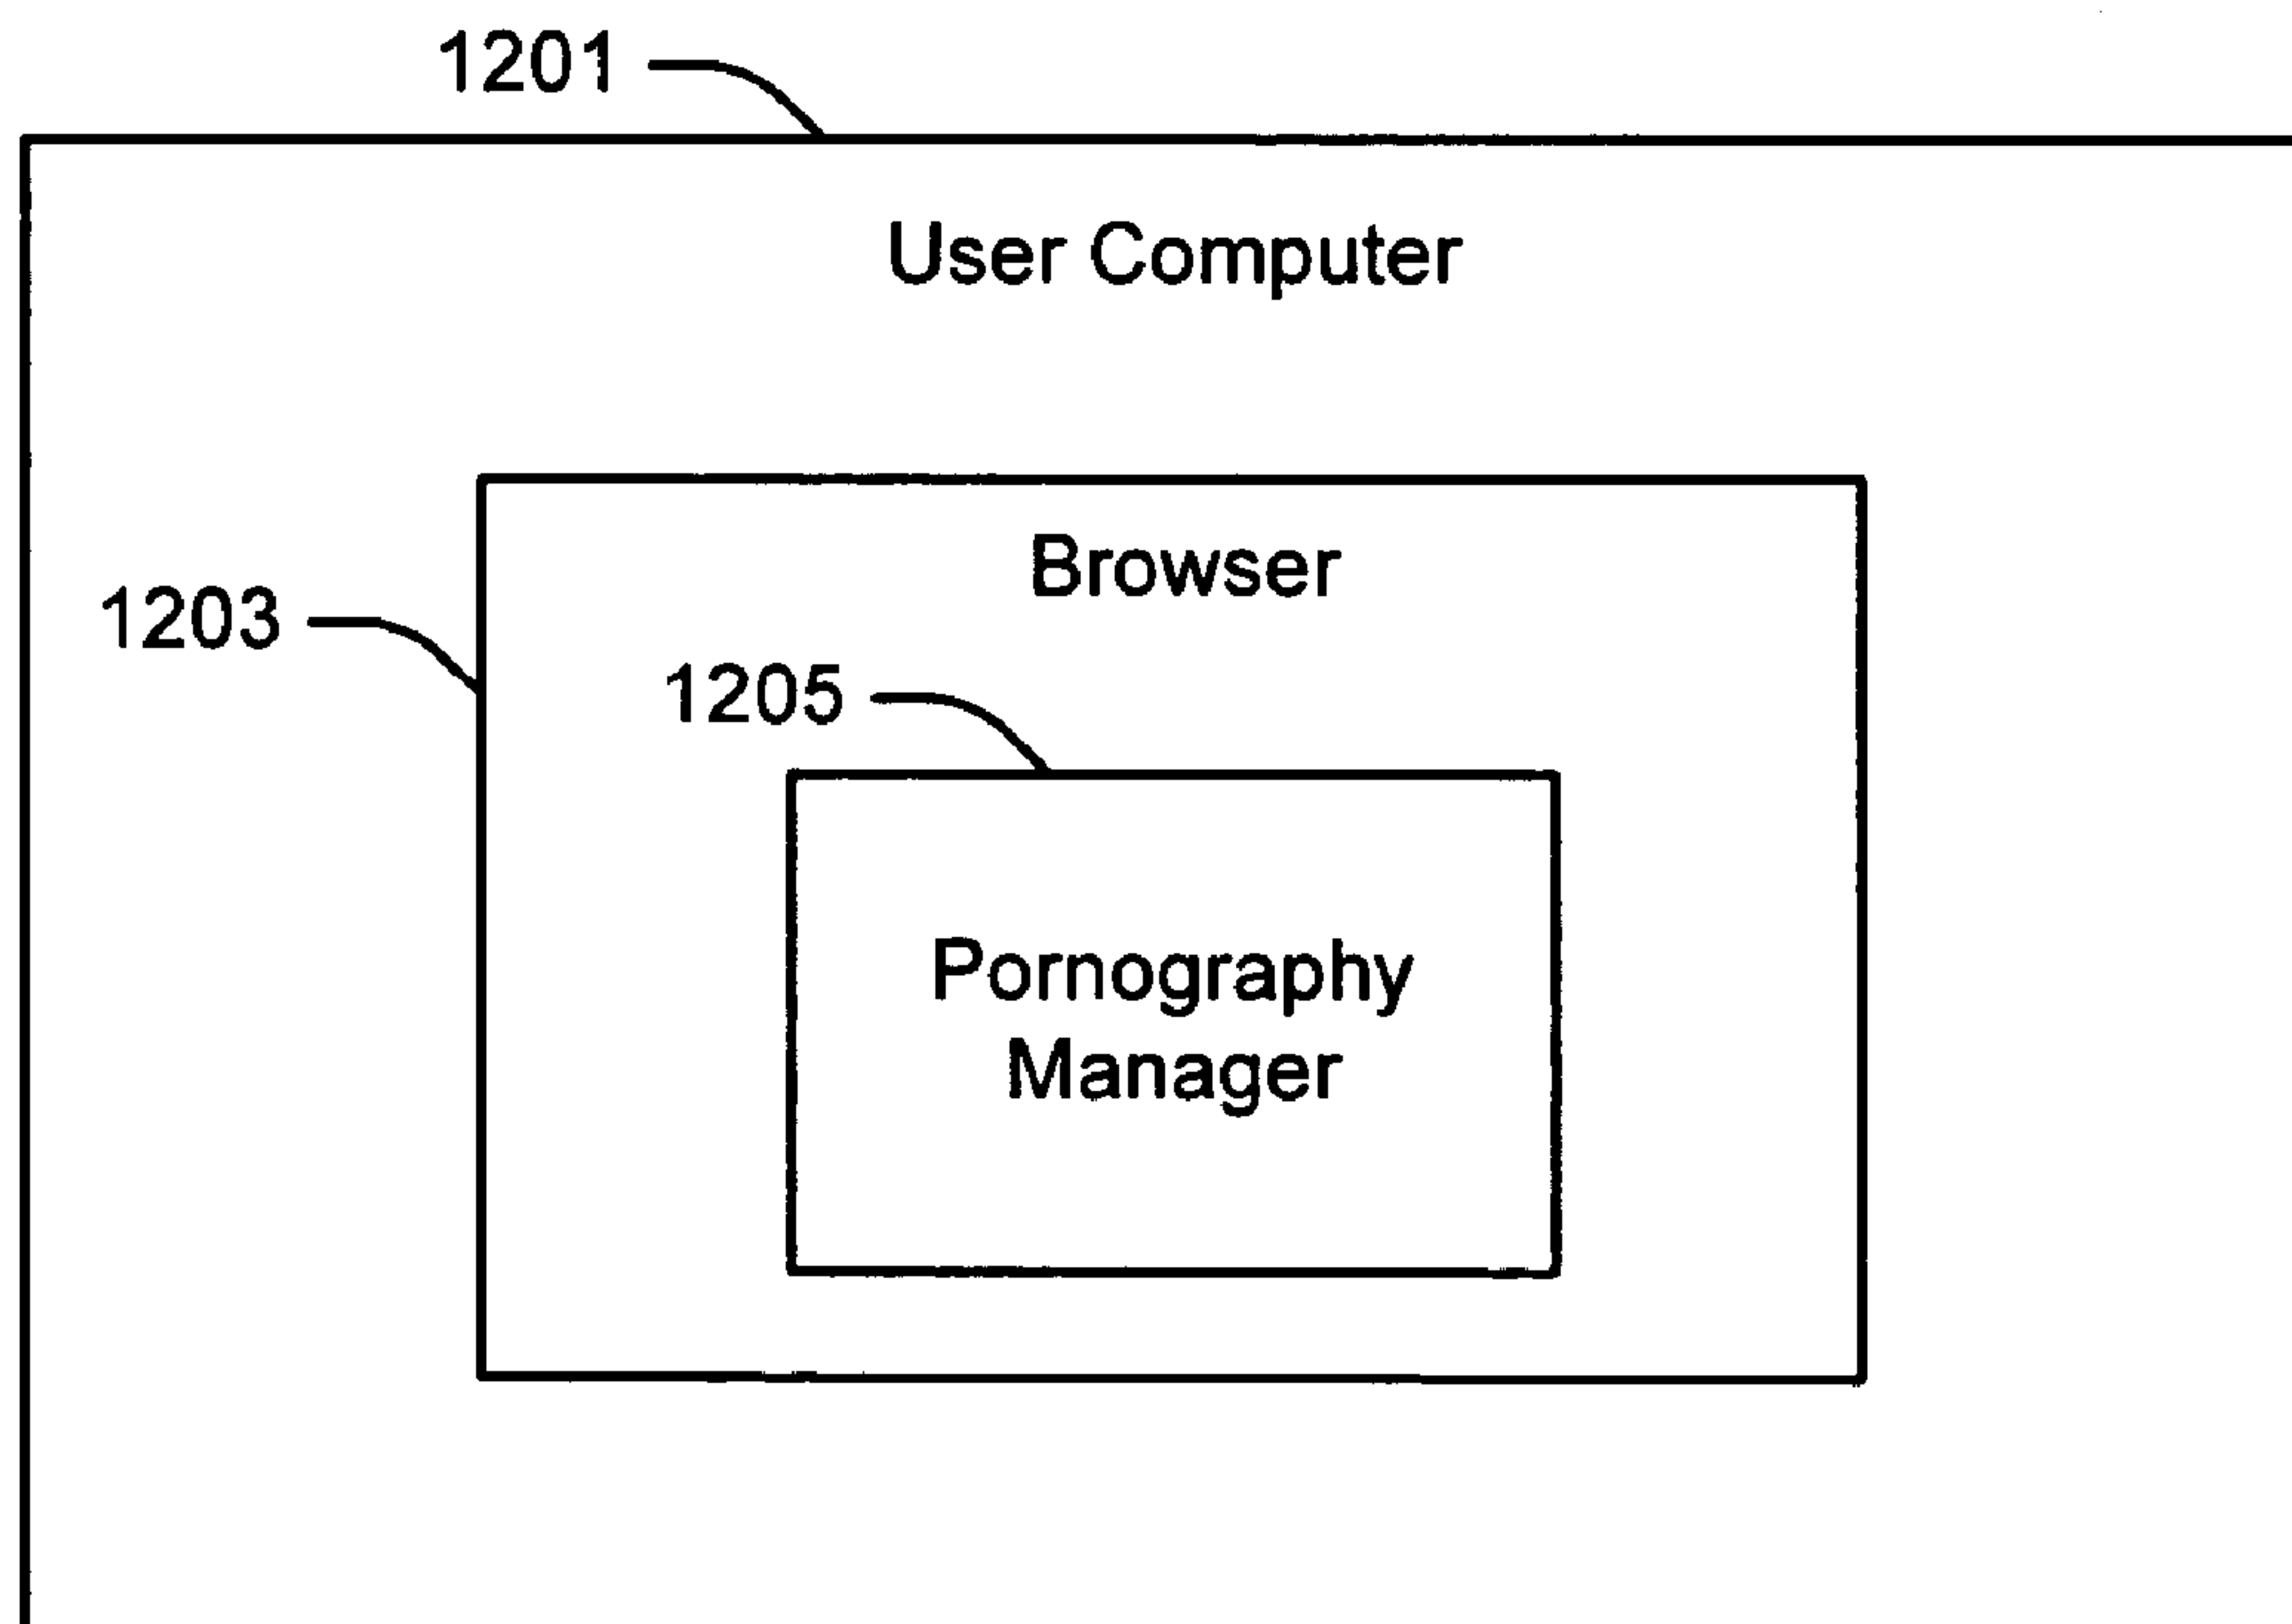 1201
User Computer
Browser
1203
1205
Pornography
Manager